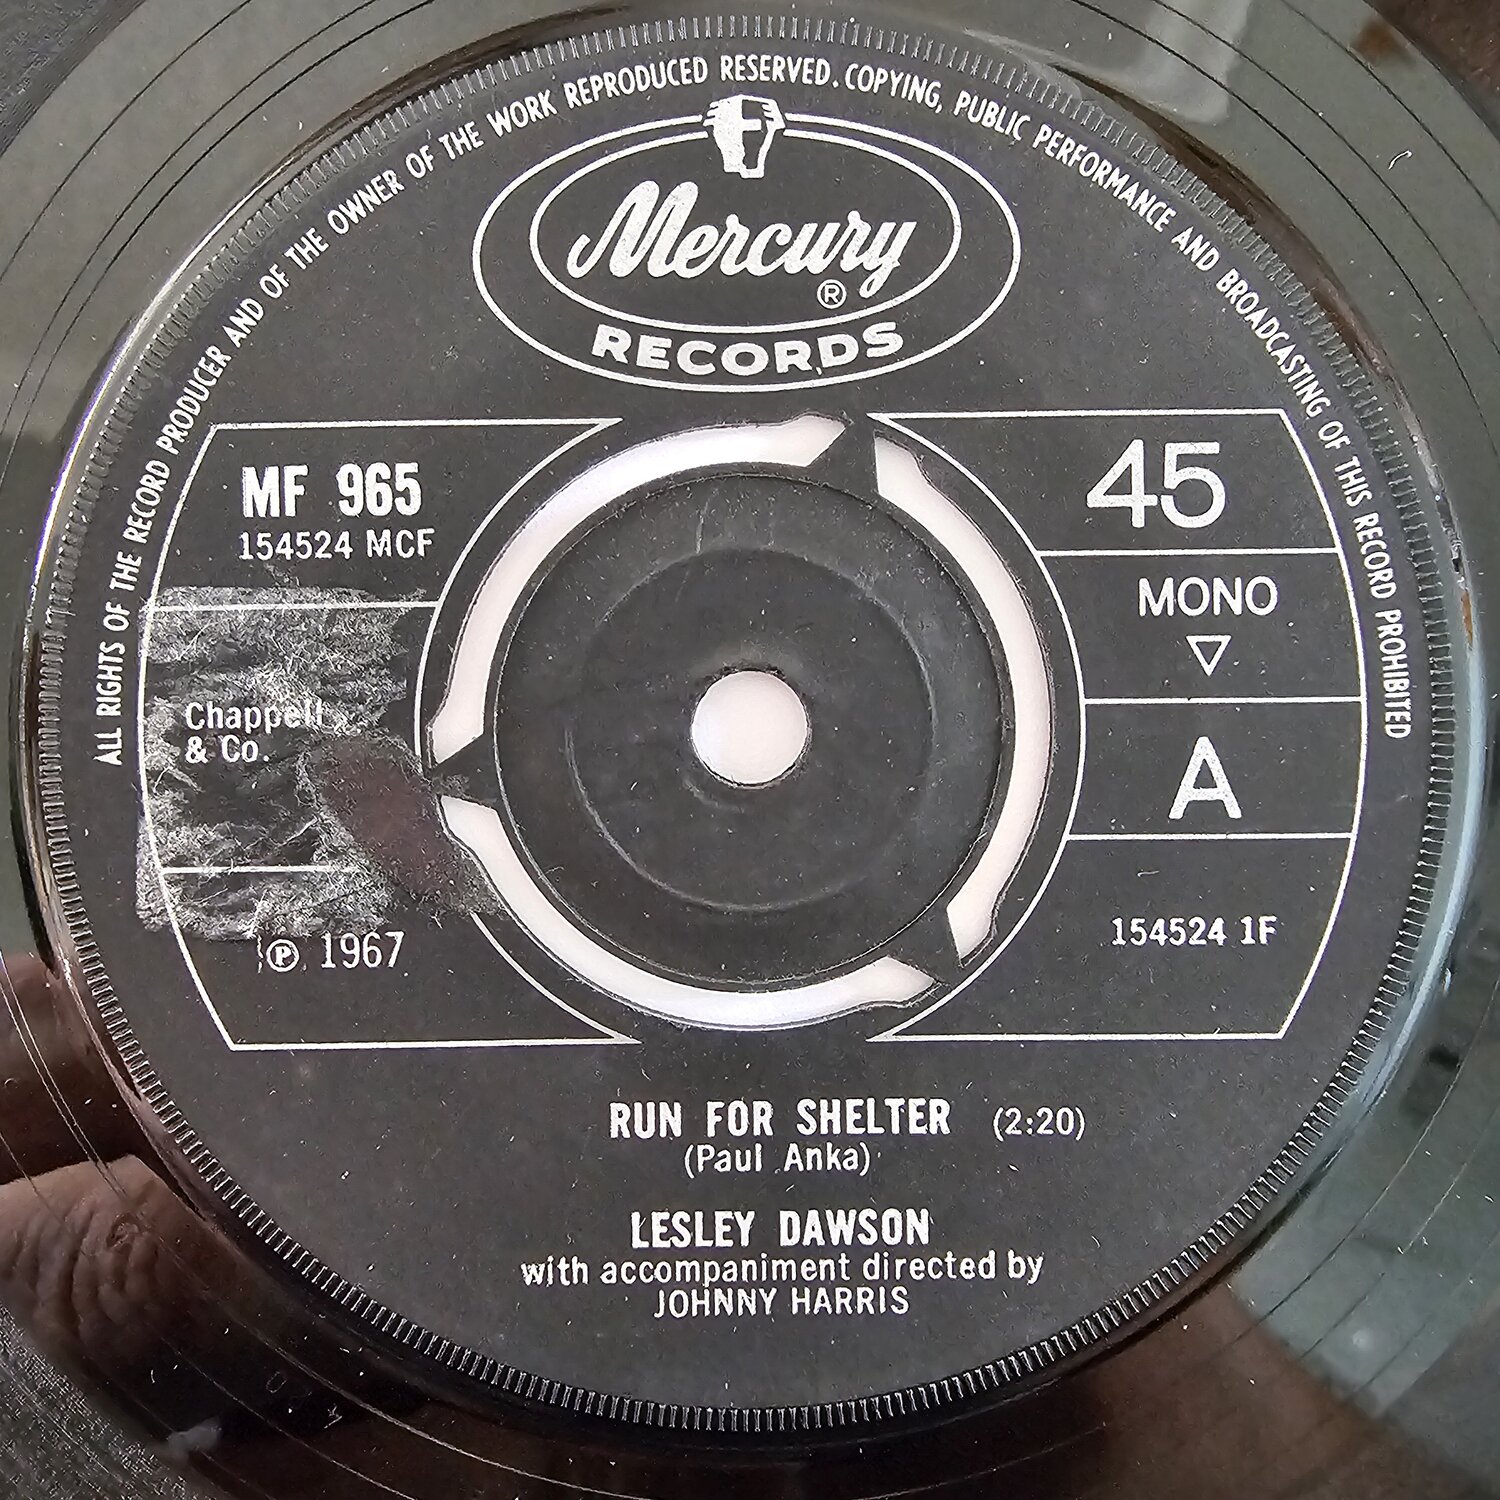 ALL RIGHTS OF THE RECORD PRODUCER AND OF THE OWNER OF THE WORK REPRODUCED RESERVED. COPYING, PUBLIC PERFORMANCE AND BROADCASTING OF THIS RECORD PROHIBITED
Mercury ®
RECORDS
MF 965
154524 MCF
Chappell
& Co.
℗ 1967
45
MONO
A
154524 1F
RUN FOR SHELTER (2:20)
(Paul Anka)
LESLEY DAWSON
with accompaniment directed by
JOHNNY HARRIS